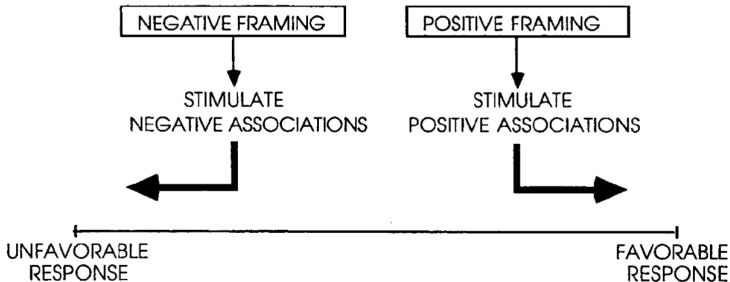 NEGATIVE FRAMING
POSITIVE FRAMING
STIMULATE
NEGATIVE ASSOCIATIONS
STIMULATE
POSITIVE ASSOCIATIONS
UNFAVORABLE
RESPONSE
FAVORABLE
RESPONSE